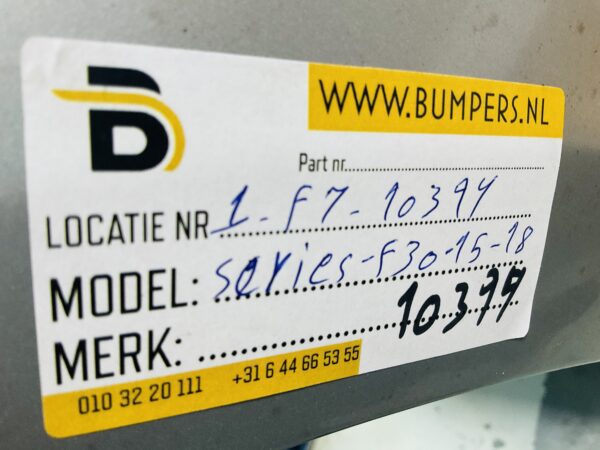 WWW.BUMPERS.NL
Part nr.
LOCATIE NR 1-F7-10394
MODEL: series-F30-15-18
MERK: 10394
010 32 20 111 +31 6 44 66 53 55